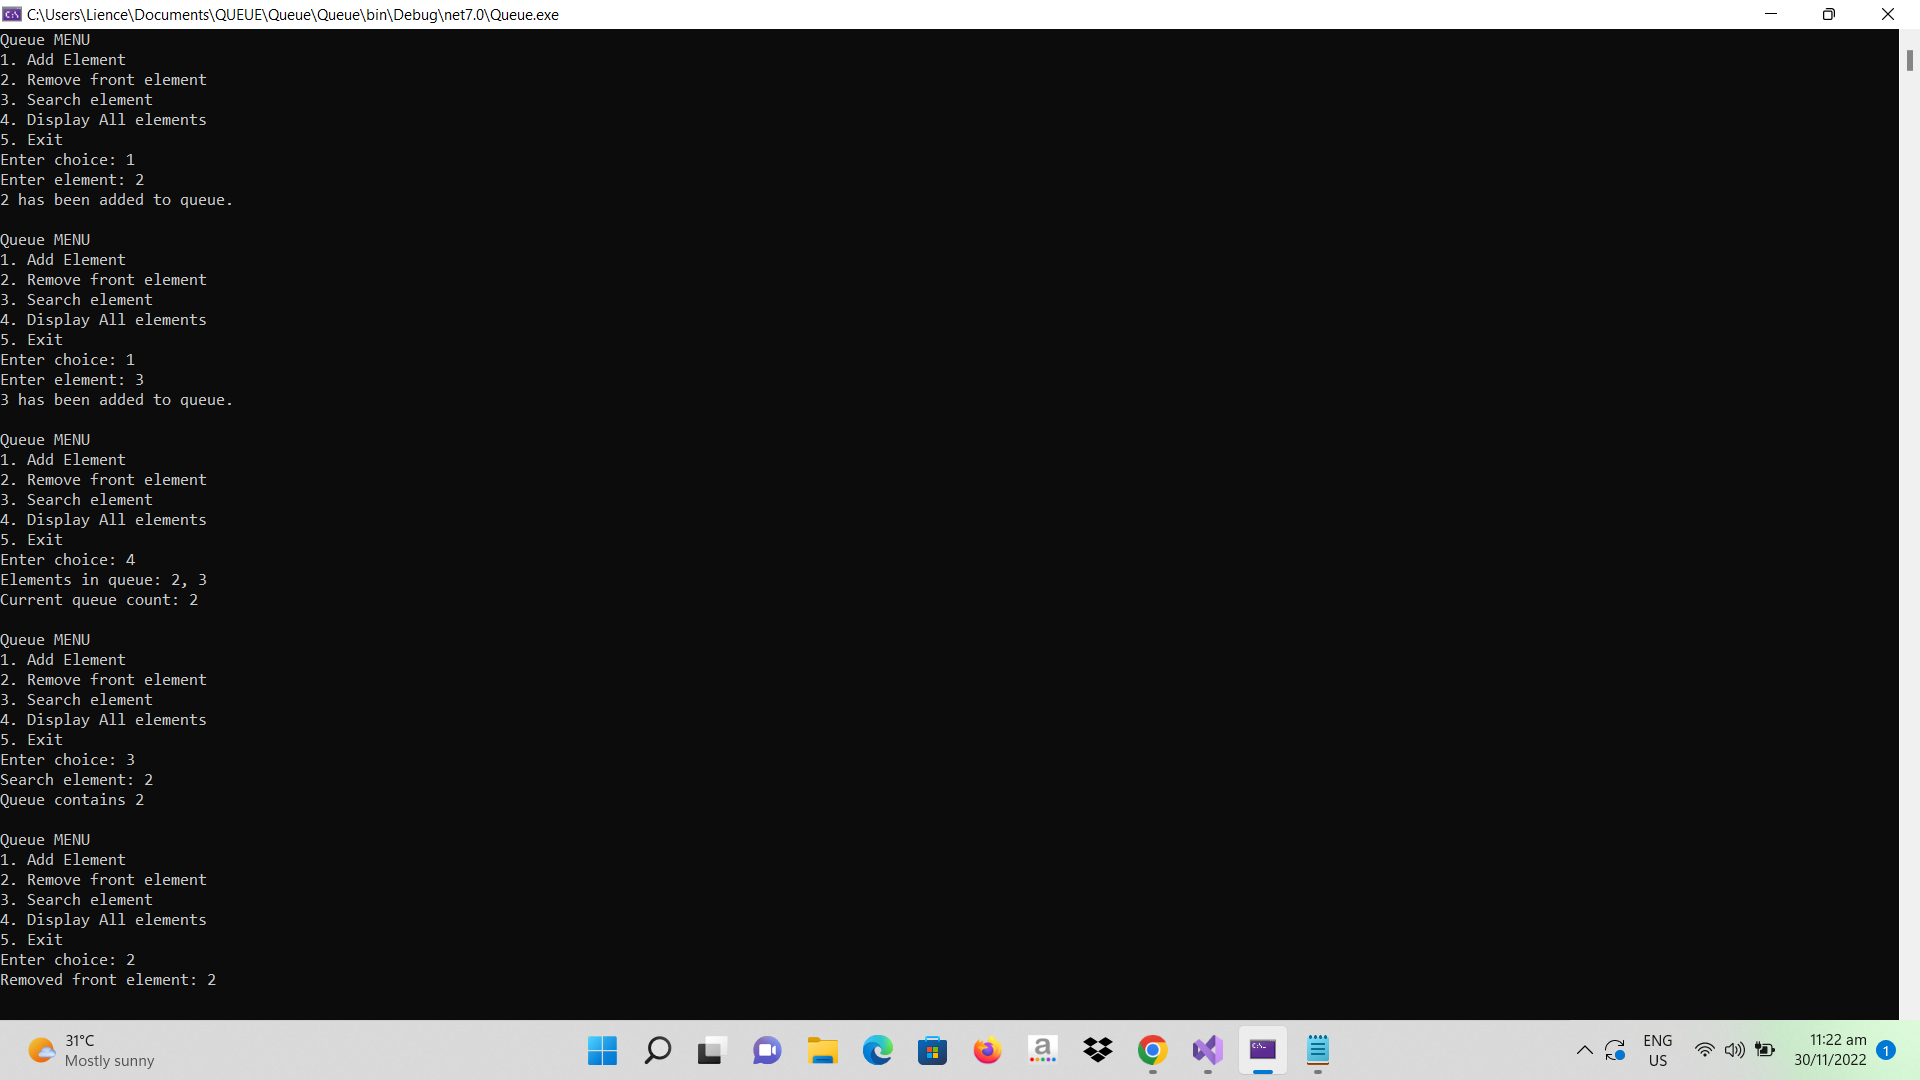 C:\Users\Lience\Documents\QUEUE\Queue\Queue\bin\Debug\net7.0\Queue.exe
Queue MENU
1. Add Element
2. Remove front element
3. Search element
4. Display All elements
5. Exit
Enter choice: 1
Enter element: 2
2 has been added to queue.
Queue MENU
1. Add Element
2. Remove front element
3. Search element
4. Display All elements
5. Exit
Enter choice: 1
Enter element: 3
3 has been added to queue.
Queue MENU
1. Add Element
2. Remove front element
3. Search element
4. Display All elements
5. Exit
Enter choice: 4
Elements in queue: 2, 3
Current queue count: 2
Queue MENU
1. Add Element
2. Remove front element
3. Search element
4. Display All elements
5. Exit
Enter choice: 3
Search element: 2
Queue contains 2
Queue MENU
1. Add Element
2. Remove front element
3. Search element
4. Display All elements
5. Exit
Enter choice: 2
Removed front element: 2
31°C
Mostly sunny
a
ENG
US
11:22 am
30/11/2022
1